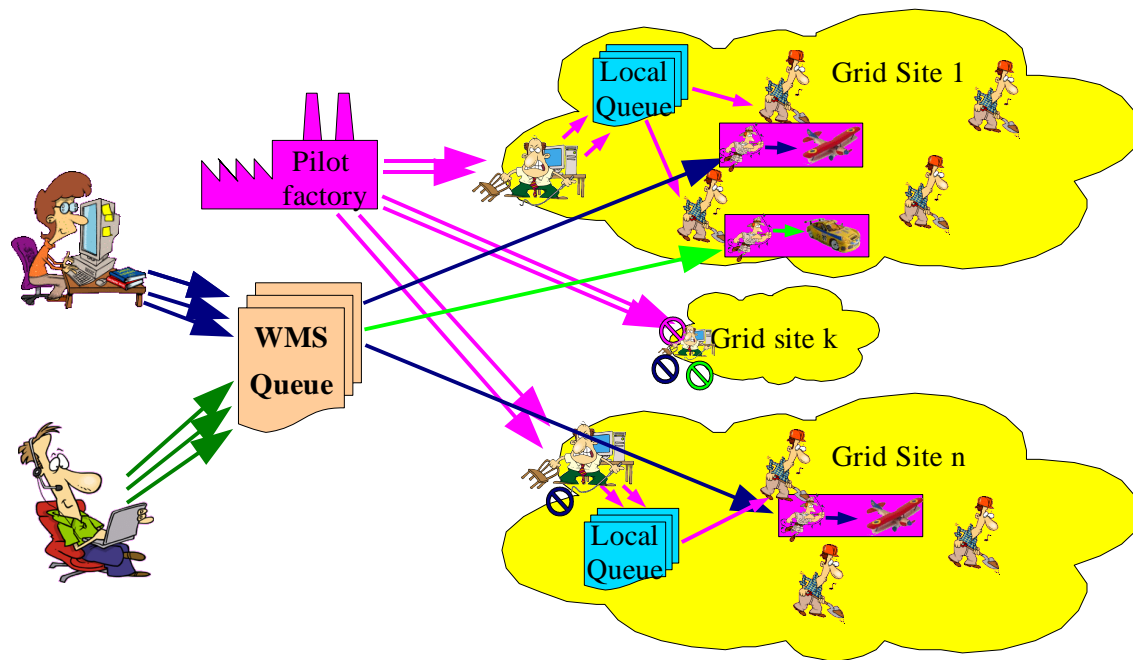 Local
Queue
Grid Site 1
Pilot
factory
WMS
Queue
Grid site k
Grid Site n
Local
Queue